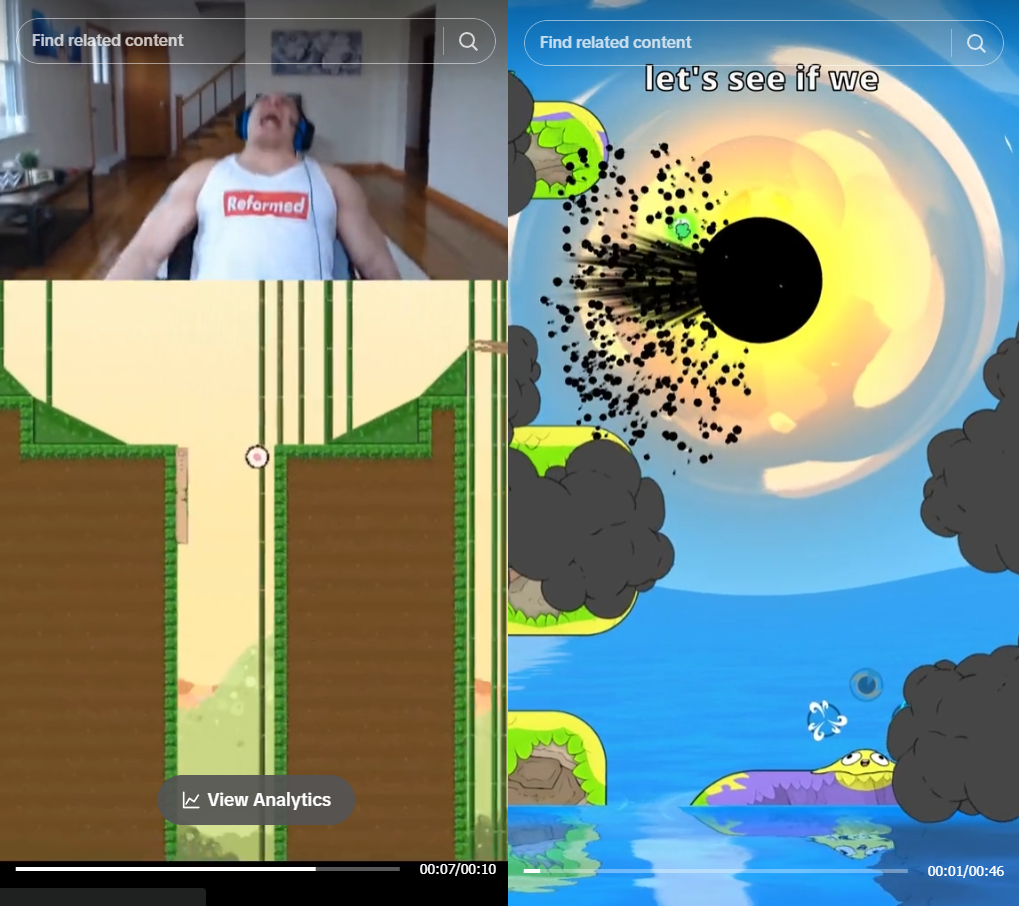 Find related content
Reformed
View Analytics
00:07/00:10
Find related content
let's see if we
00:01/00:46